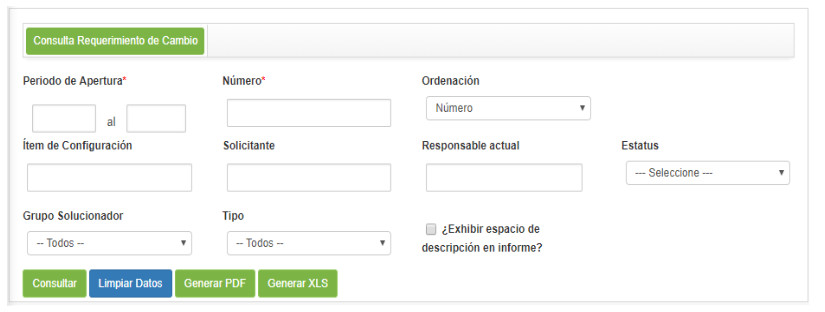 Consulta Requerimiento de Cambio
Periodo de Apertura* Número* Ordenación
al Número
Ítem de Configuración Solicitante Responsable actual Estatus
--- Seleccione ---
Grupo Solucionador Tipo
¿Exhibir espacio de
-- Todos -- -- Todos -- descripción en informe?
Consultar Limpiar Datos Generar PDF Generar XLS